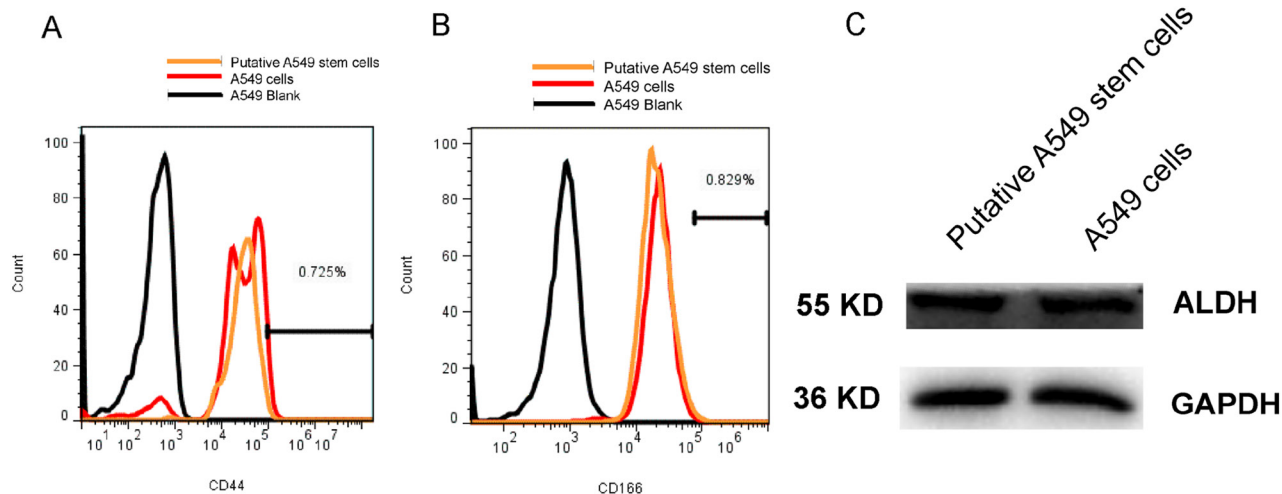 A
Putative A549 stem cells
A549 cells
A549 Blank
100
80
60
40
20
0
Count
0.725%
10^1 10^2 10^3 10^4 10^5 10^6 10^7
CD44
B
Putative A549 stem cells
A549 cells
A549 Blank
100
80
60
40
20
0
Count
0.829%
10^2 10^3 10^4 10^5 10^6
CD166
C
Putative A549 stem cells
A549 cells
55 KD
ALDH
36 KD
GAPDH